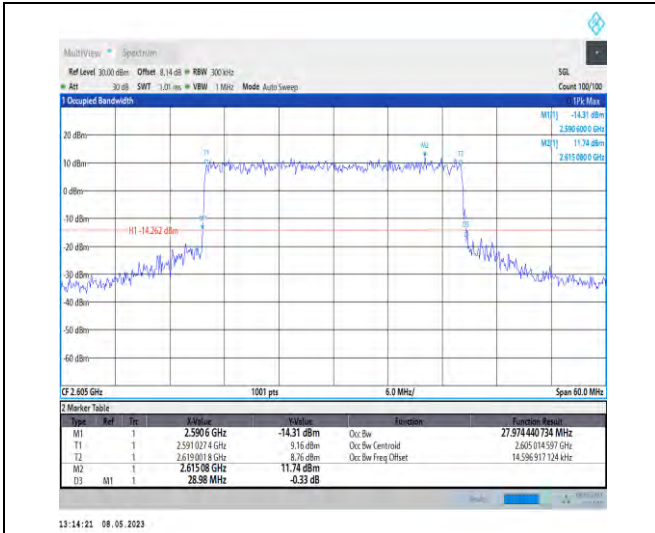 MultiView Spectrum
Ref Level 30.00 dBm Offset 8.14 dB RBW 300 kHz SGL
Att 30 dB SWT 1.01 ms VBW 1 MHz Mode Auto Sweep Count 100/100
1 Occupied Bandwidth 1Pk Max
M1[1] -14.31 dBm
2.590 600 0 GHz
M2[1] 11.74 dBm
2.615 080 0 GHz
20 dBm
T1 M2 T2
10 dBm
0 dBm
-10 dBm
H1 -14.262 dBm
-20 dBm
-30 dBm
-40 dBm
-50 dBm
-60 dBm
CF 2.605 GHz 1001 pts 6.0 MHz/ Span 60.0 MHz
2 Marker Table
Type Ref Trc X-Value Y-Value Function Function Result
M1 1 2.5906 GHz -14.31 dBm Occ Bw 27.974 440 734 MHz
T1 1 2.591 027 4 GHz 9.16 dBm Occ Bw Centroid 2.605 014 597 GHz
T2 1 2.619 001 8 GHz 8.76 dBm Occ Bw Freq Offset 14.596 917 124 kHz
M2 1 2.615 08 GHz 11.74 dBm
D3 M1 1 28.98 MHz -0.33 dB
13:14:21 08.05.2023